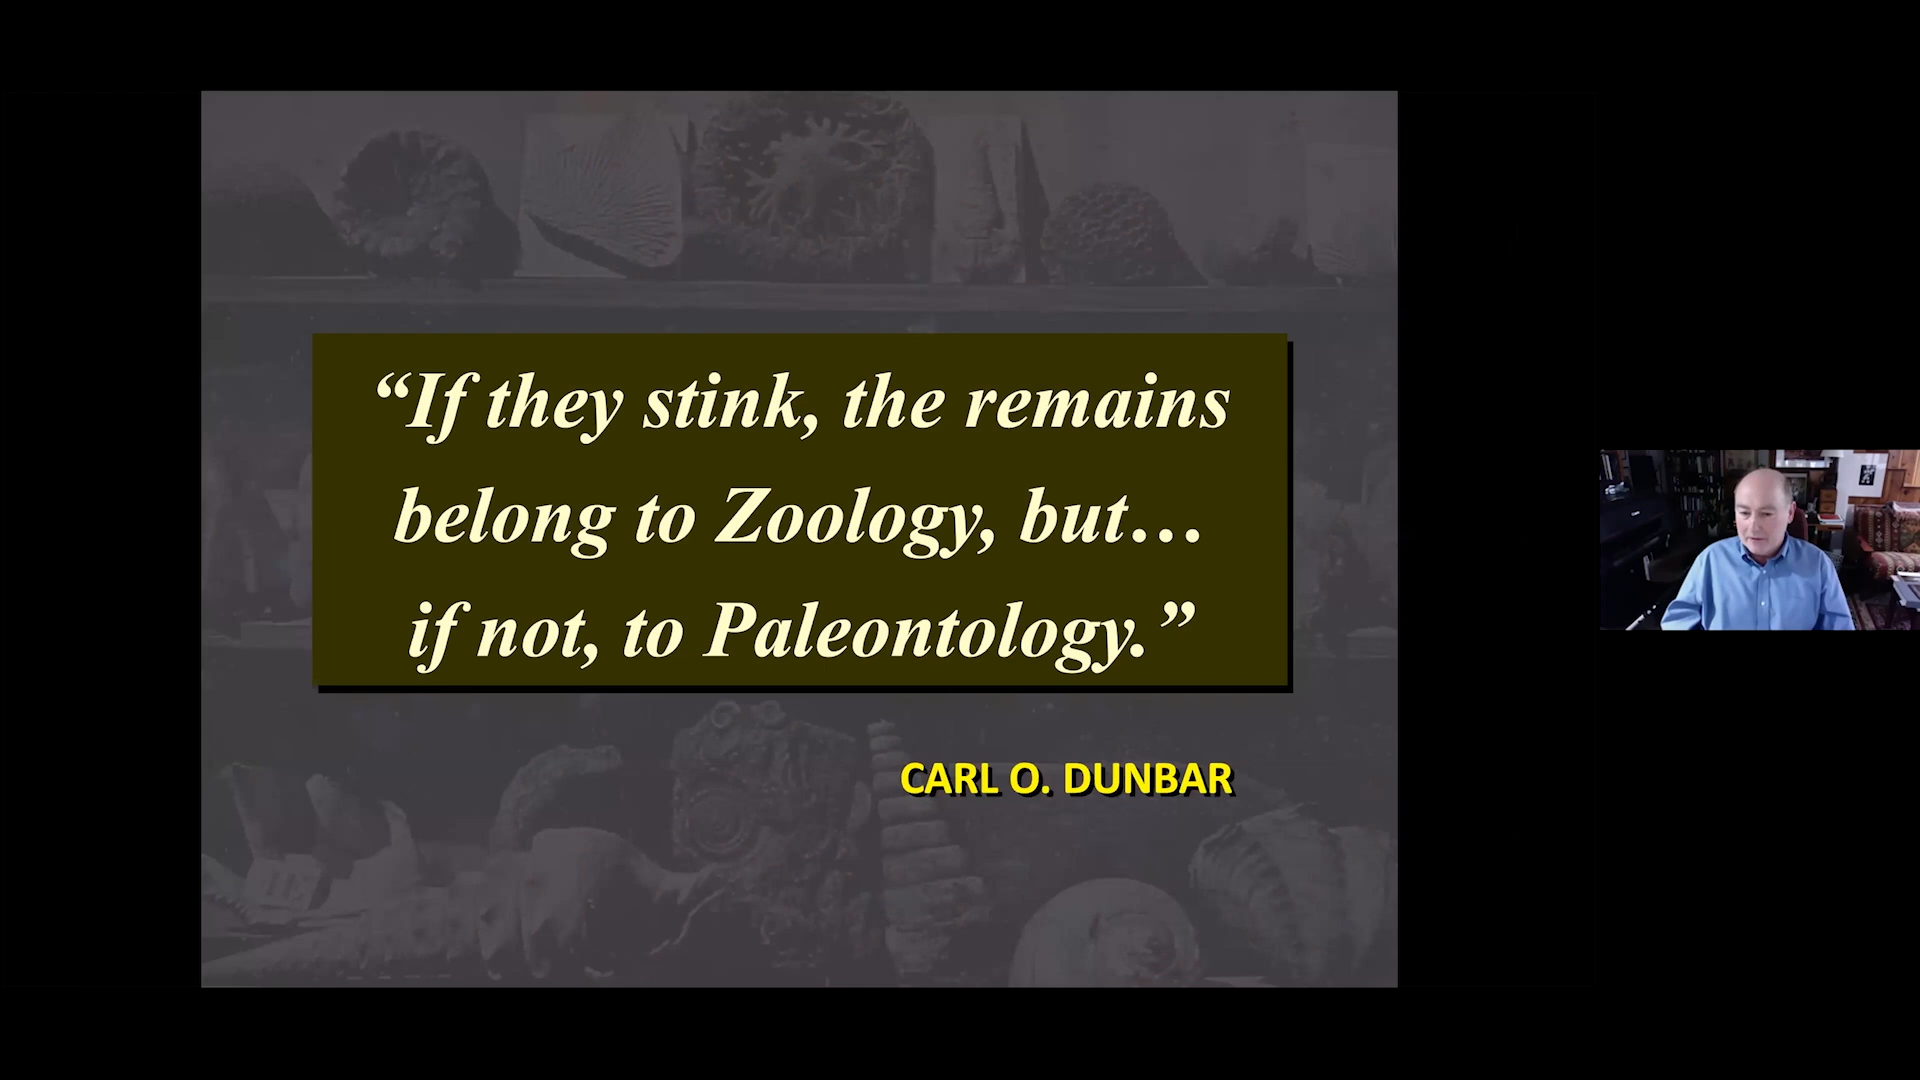 “If they stink, the remains
belong to Zoology, but…
if not, to Paleontology.”
CARL O. DUNBAR